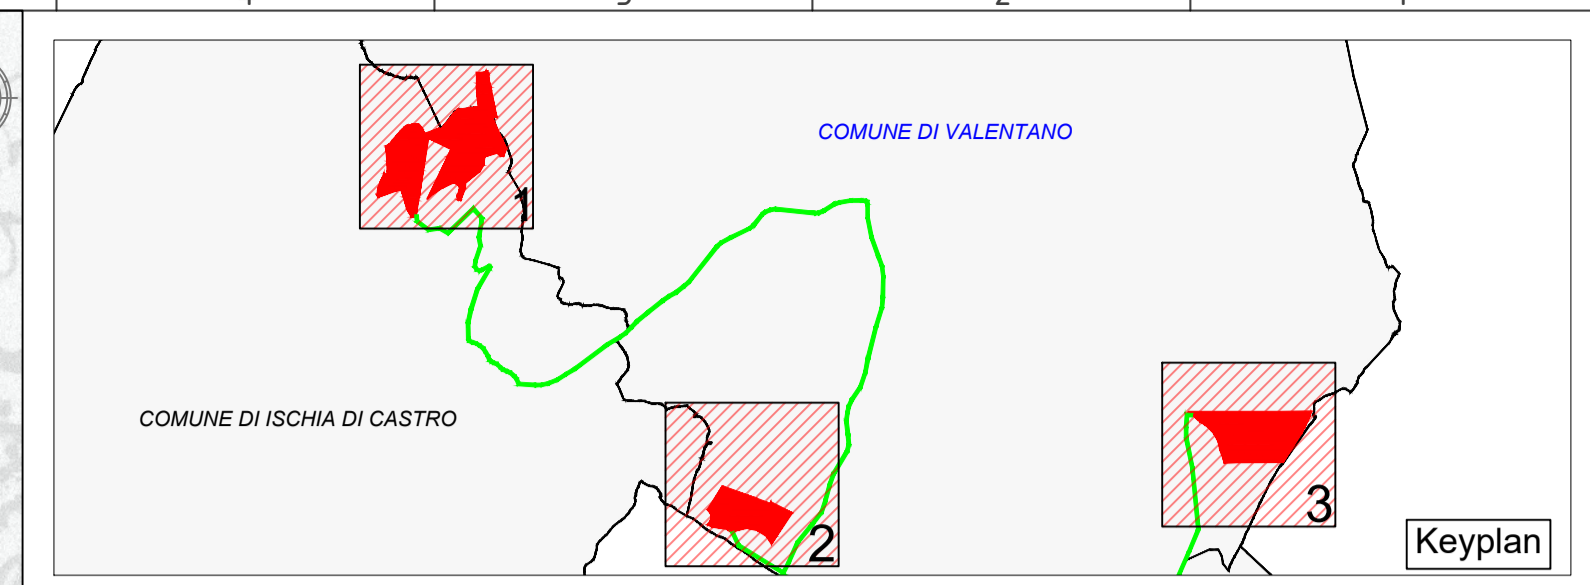 COMUNE DI VALENTANO
1
COMUNE DI ISCHIA DI CASTRO
2
3
Keyplan